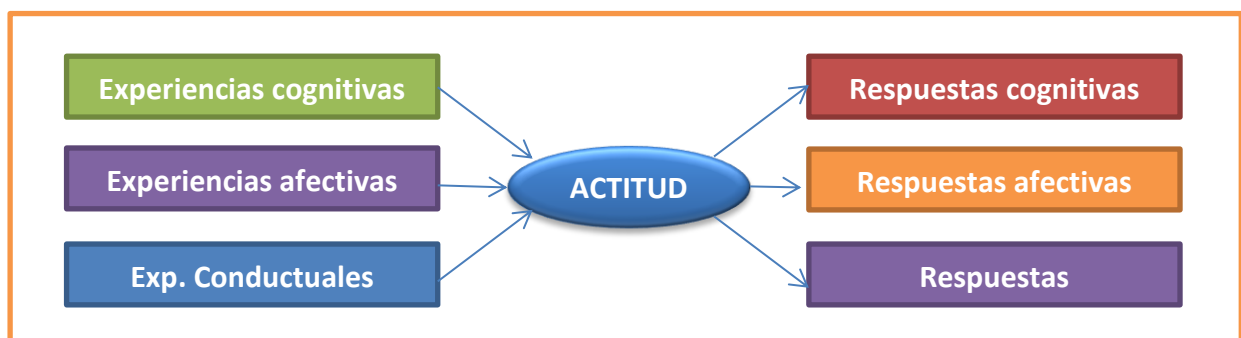 Experiencias cognitivas
Experiencias afectivas
Exp. Conductuales
ACTITUD
Respuestas cognitivas
Respuestas afectivas
Respuestas